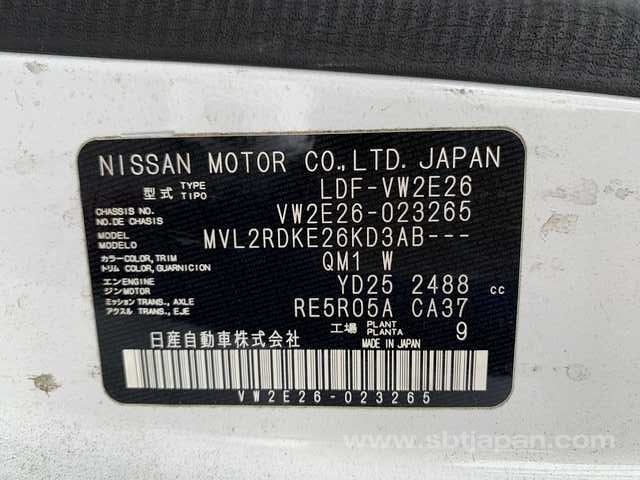 NISSAN MOTOR CO.,LTD. JAPAN
型式 TYPE TIPO LDF-VW2E26
CHASSIS NO. NO. DE CHASIS VW2E26-023265
MODEL MODELO MVL2RDKE26KD3AB---
カラー COLOR, TRIM トリム COLOR, GUARNICION QM1 W
エンジン ENGINE MOTOR YD25 2488 cc
ミッション TRANS., AXLE アクスル TRANS., EJE RE5R05A CA37
工場 PLANT PLANTA 9
日産自動車株式会社 MADE IN JAPAN
VW2E26-023265
www.sbtjapan.com